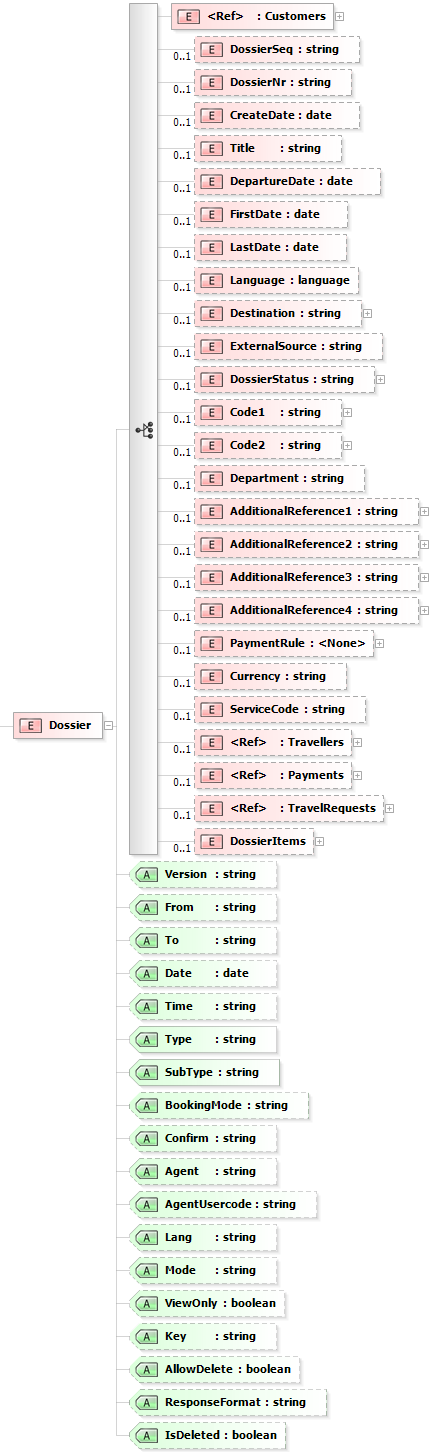 E <Ref> : Customers
0..1 E DossierSeq : string
0..1 E DossierNr : string
0..1 E CreateDate : date
0..1 E Title : string
0..1 E DepartureDate : date
0..1 E FirstDate : date
0..1 E LastDate : date
0..1 E Language : language
0..1 E Destination : string
0..1 E ExternalSource : string
0..1 E DossierStatus : string
0..1 E Code1 : string
0..1 E Code2 : string
0..1 E Department : string
0..1 E AdditionalReference1 : string
0..1 E AdditionalReference2 : string
0..1 E AdditionalReference3 : string
0..1 E AdditionalReference4 : string
0..1 E PaymentRule : <None>
0..1 E Currency : string
0..1 E ServiceCode : string
E Dossier
0..1 E <Ref> : Travellers
0..1 E <Ref> : Payments
0..1 E <Ref> : TravelRequests
0..1 E DossierItems
A Version : string
A From : string
A To : string
A Date : date
A Time : string
A Type : string
A SubType : string
A BookingMode : string
A Confirm : string
A Agent : string
A AgentUsercode : string
A Lang : string
A Mode : string
A ViewOnly : boolean
A Key : string
A AllowDelete : boolean
A ResponseFormat : string
A IsDeleted : boolean